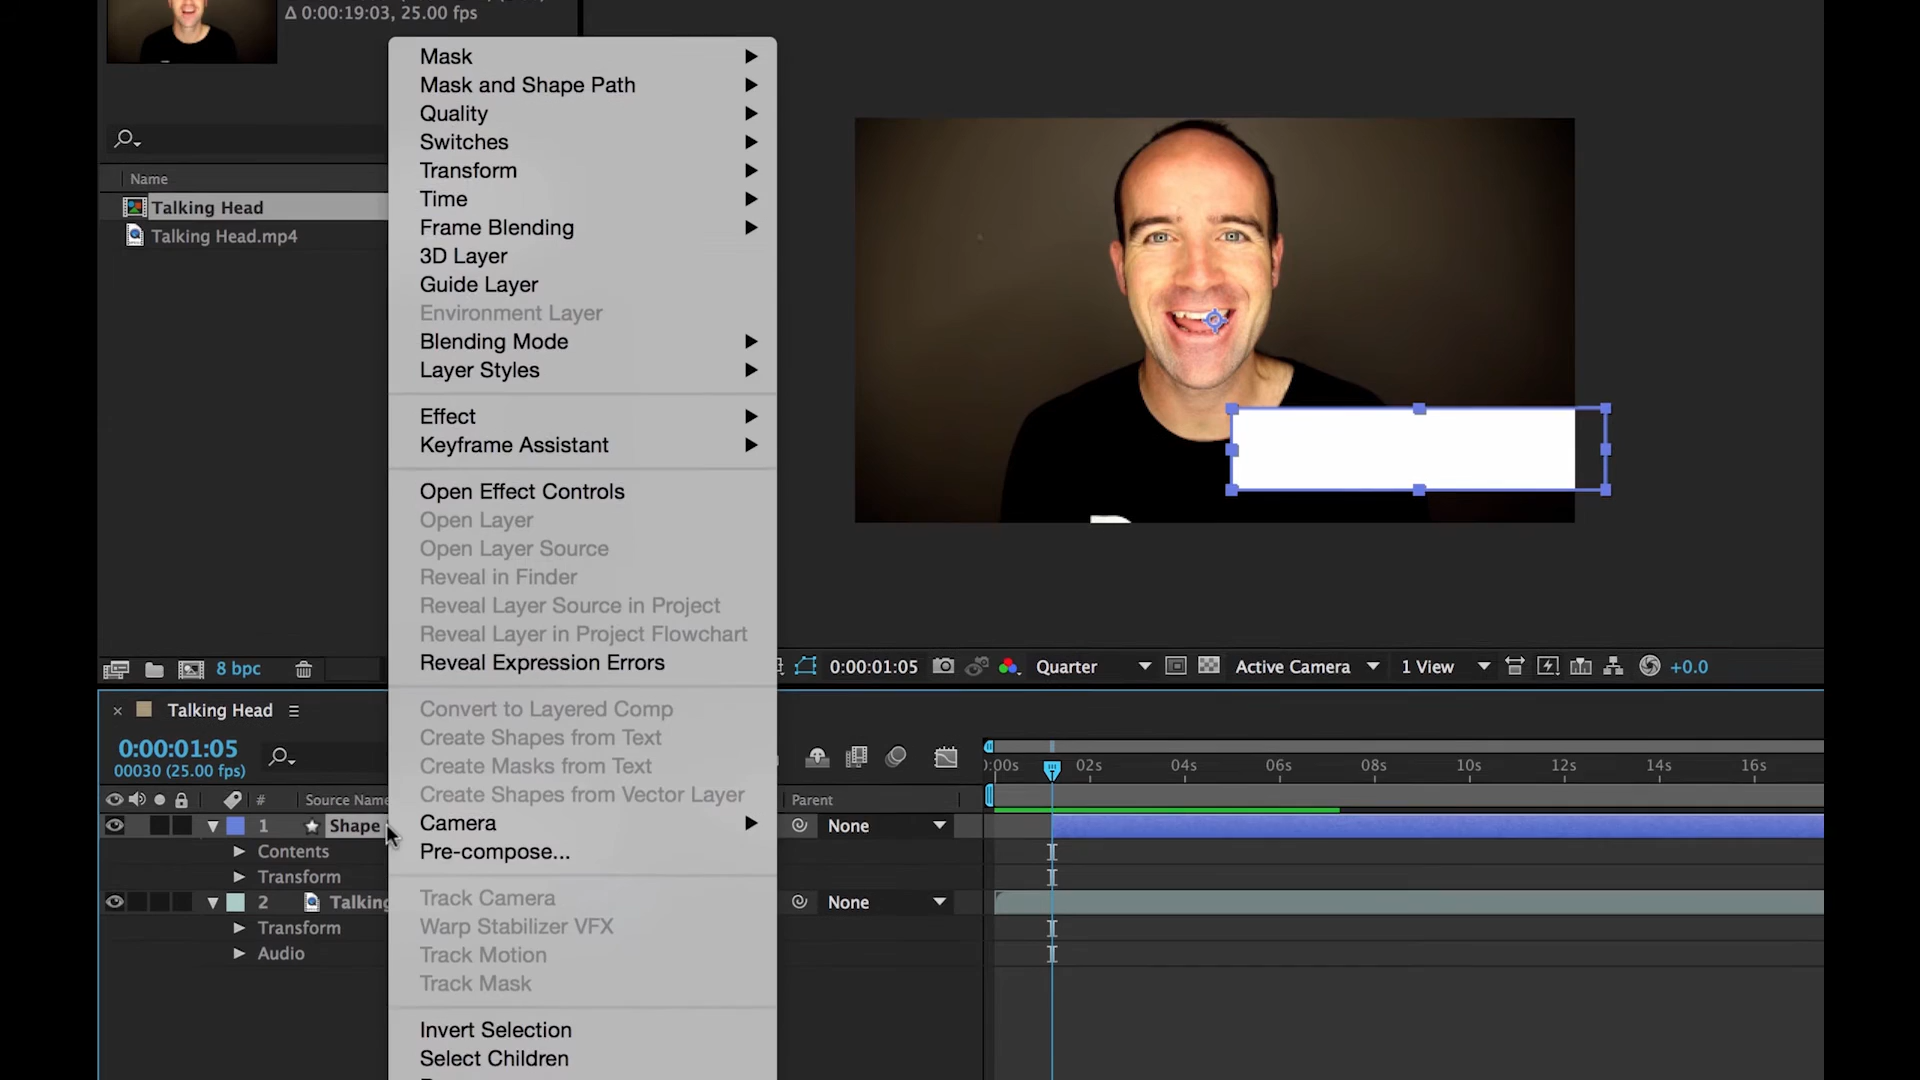 Δ 0:00:19:03, 25.00 fps
Name
Talking Head
Talking Head.mp4
8 bpc
Mask
Mask and Shape Path
Quality
Switches
Transform
Time
Frame Blending
3D Layer
Guide Layer
Environment Layer
Blending Mode
Layer Styles
Effect
Keyframe Assistant
Open Effect Controls
Open Layer
Open Layer Source
Reveal in Finder
Reveal Layer Source in Project
Reveal Layer in Project Flowchart
Reveal Expression Errors
Convert to Layered Comp
Create Shapes from Text
Create Masks from Text
Create Shapes from Vector Layer
Camera
Pre-compose...
Track Camera
Warp Stabilizer VFX
Track Motion
Track Mask
Invert Selection
Select Children
0:00:01:05 Quarter Active Camera 1 View +0.0
Talking Head
0:00:01:05
00030 (25.00 fps)
:00s 02s 04s 06s 08s 10s 12s 14s 16s
# Source Name Parent
1 Shape None
Contents
Transform
2 Talking None
Transform
Audio